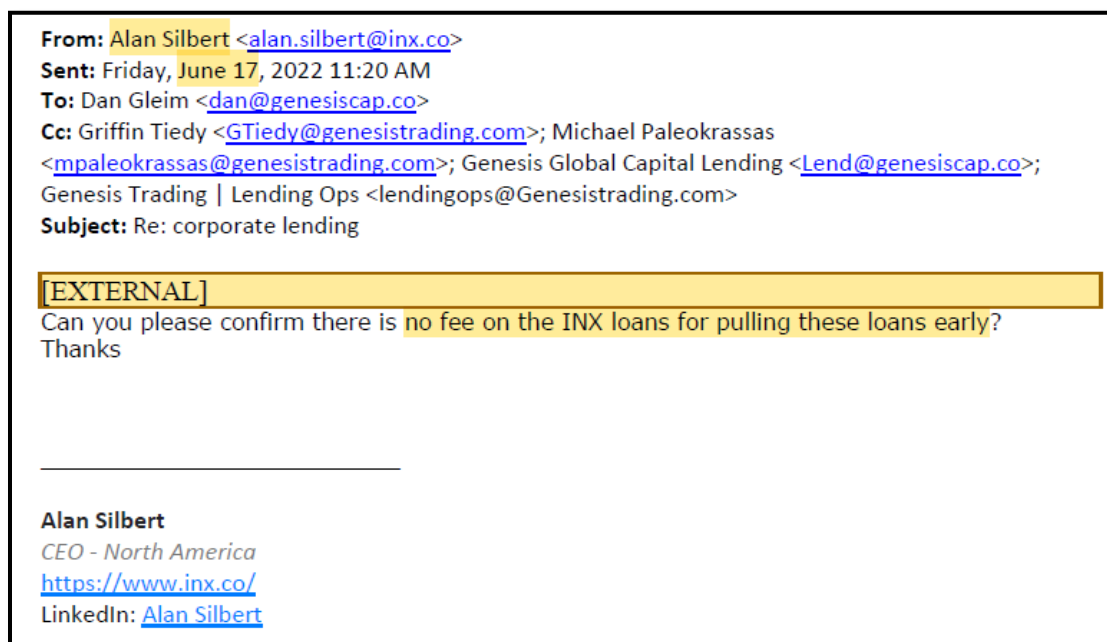 From: Alan Silbert <alan.silbert@inx.co>
Sent: Friday, June 17, 2022 11:20 AM
To: Dan Gleim <dan@genesiscap.co>
Cc: Griffin Tiedy <GTiedy@genesistrading.com>; Michael Paleokrassas
<mpaleokrassas@genesistrading.com>; Genesis Global Capital Lending <Lend@genesiscap.co>;
Genesis Trading | Lending Ops <lendingops@Genesistrading.com>
Subject: Re: corporate lending
[EXTERNAL]
Can you please confirm there is no fee on the INX loans for pulling these loans early?
Thanks
Alan Silbert
CEO - North America
https://www.inx.co/
LinkedIn: Alan Silbert